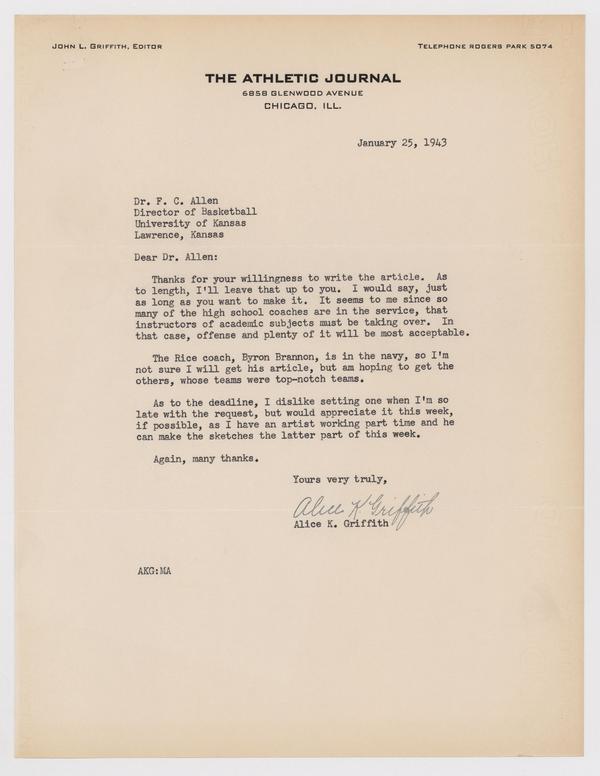 JOHN L. GRIFFITH, EDITOR
TELEPHONE ROGERS PARK 5074
THE ATHLETIC JOURNAL
6858 GLENWOOD AVENUE
CHICAGO, ILL.
January 25, 1943
Dr. F. C. Allen
Director of Basketball
University of Kansas
Lawrence, Kansas
Dear Dr. Allen:
Thanks for your willingness to write the article. As
to length, I'll leave that up to you. I would say, just
as long as you want to make it. It seems to me since so
many of the high school coaches are in the service, that
instructors of academic subjects must be taking over. In
that case, offense and plenty of it will be most acceptable.
The Rice coach, Byron Brannon, is in the navy, so I'm
not sure I will get his article, but am hoping to get the
others, whose teams were top-notch teams.
As to the deadline, I dislike setting one when I'm so
late with the request, but would appreciate it this week,
if possible, as I have an artist working part time and he
can make the sketches the latter part of this week.
Again, many thanks.
Yours very truly,
Alice K Griffith
Alice K. Griffith
AKG:MA